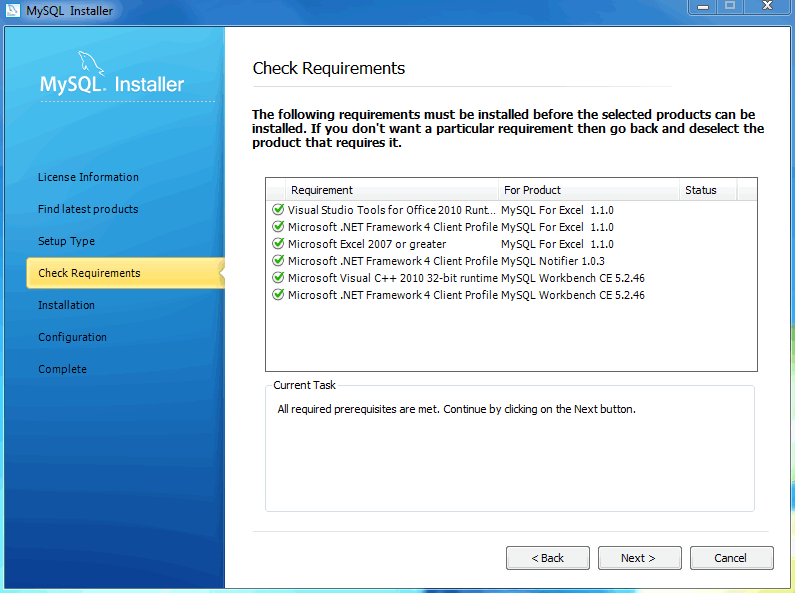 MySQL Installer
MySQL. Installer
License Information
Find latest products
Setup Type
Check Requirements
Installation
Configuration
Complete
Check Requirements
The following requirements must be installed before the selected products can be
installed. If you don't want a particular requirement then go back and deselect the
product that requires it.
Requirement For Product Status
Visual Studio Tools for Office 2010 Runt... MySQL For Excel 1.1.0
Microsoft .NET Framework 4 Client Profile MySQL For Excel 1.1.0
Microsoft Excel 2007 or greater MySQL For Excel 1.1.0
Microsoft .NET Framework 4 Client Profile MySQL Notifier 1.0.3
Microsoft Visual C++ 2010 32-bit runtime MySQL Workbench CE 5.2.46
Microsoft .NET Framework 4 Client Profile MySQL Workbench CE 5.2.46
Current Task
All required prerequisites are met. Continue by clicking on the Next button.
< Back Next > Cancel